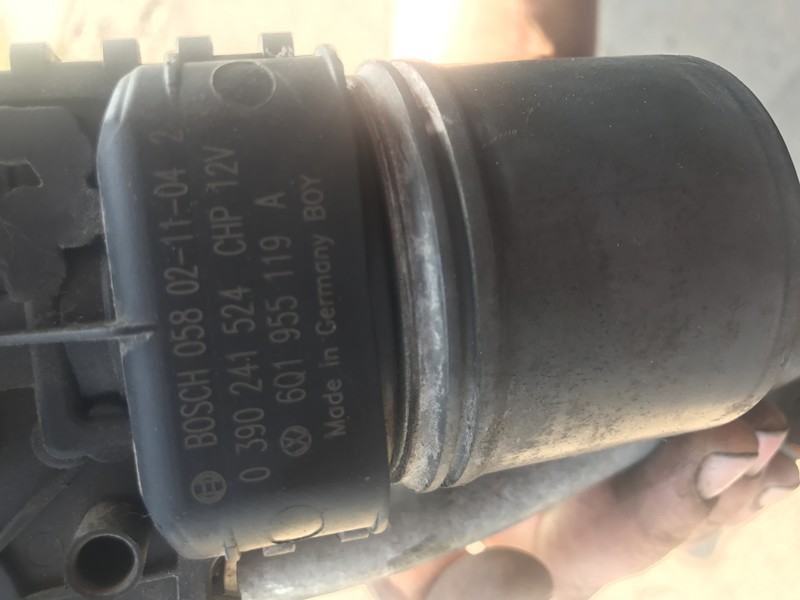 BOSCH 058 02-11-04 2
0 390 241 524 CHP 12V
6Q1 955 119 A
Made in Germany BOY